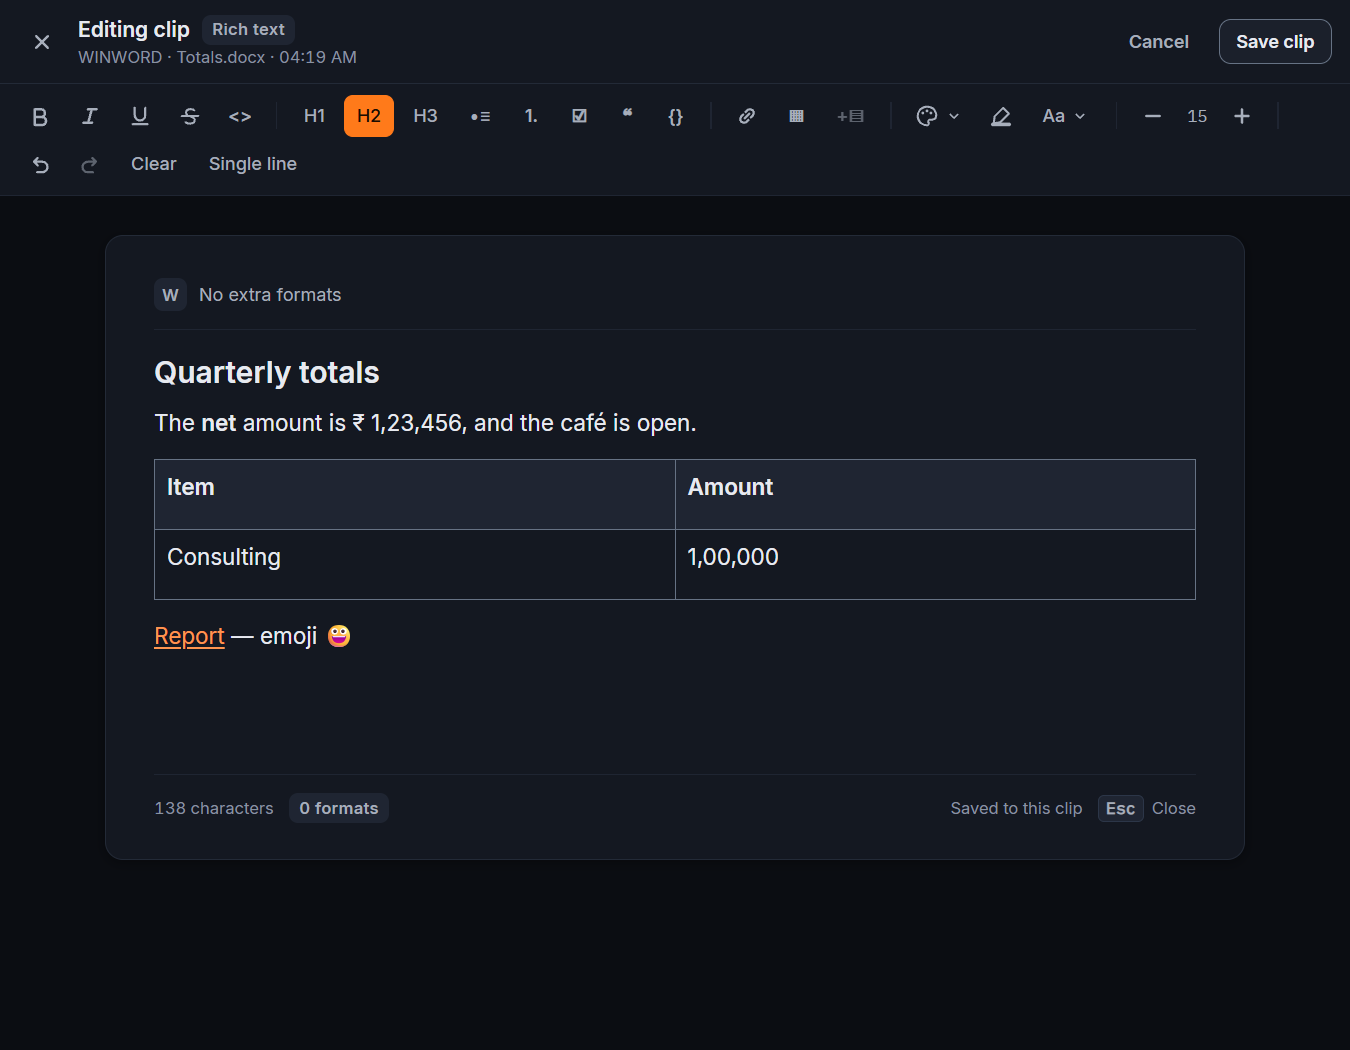 Editing clip Rich text
WINWORD · Totals.docx · 04:19 AM
Cancel Save clip
B I U S <> H1 H2 H3 1. ❝ {} Aa — 15 +
Clear Single line
W No extra formats
Quarterly totals
The net amount is ₹ 1,23,456, and the café is open.
Item Amount
Consulting 1,00,000
Report — emoji 😀
138 characters 0 formats Saved to this clip Esc Close